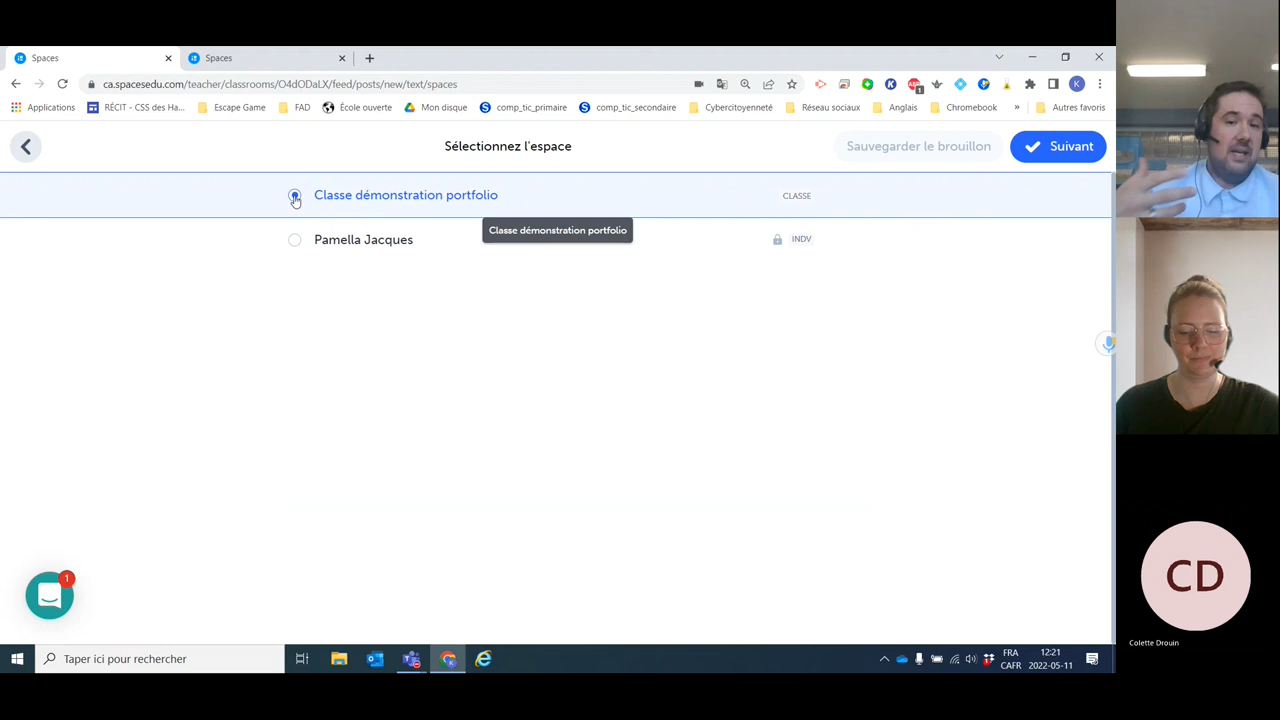 Spaces
Spaces
ca.spacesedu.com/teacher/classrooms/O4dODaLX/feed/posts/new/text/spaces
Applications
RÉCIT - CSS des Ha...
Escape Game
FAD
École ouverte
Mon disque
comp_tic_primaire
comp_tic_secondaire
Cybercitoyenneté
Réseau sociaux
Anglais
Chromebook
»
Autres favoris
Sélectionnez l'espace
Sauvegarder le brouillon
Suivant
Classe démonstration portfolio
CLASSE
Classe démonstration portfolio
Pamella Jacques
INDV
1
CD
Colette Drouin
Taper ici pour rechercher
FRA
CAFR
12:21
2022-05-11